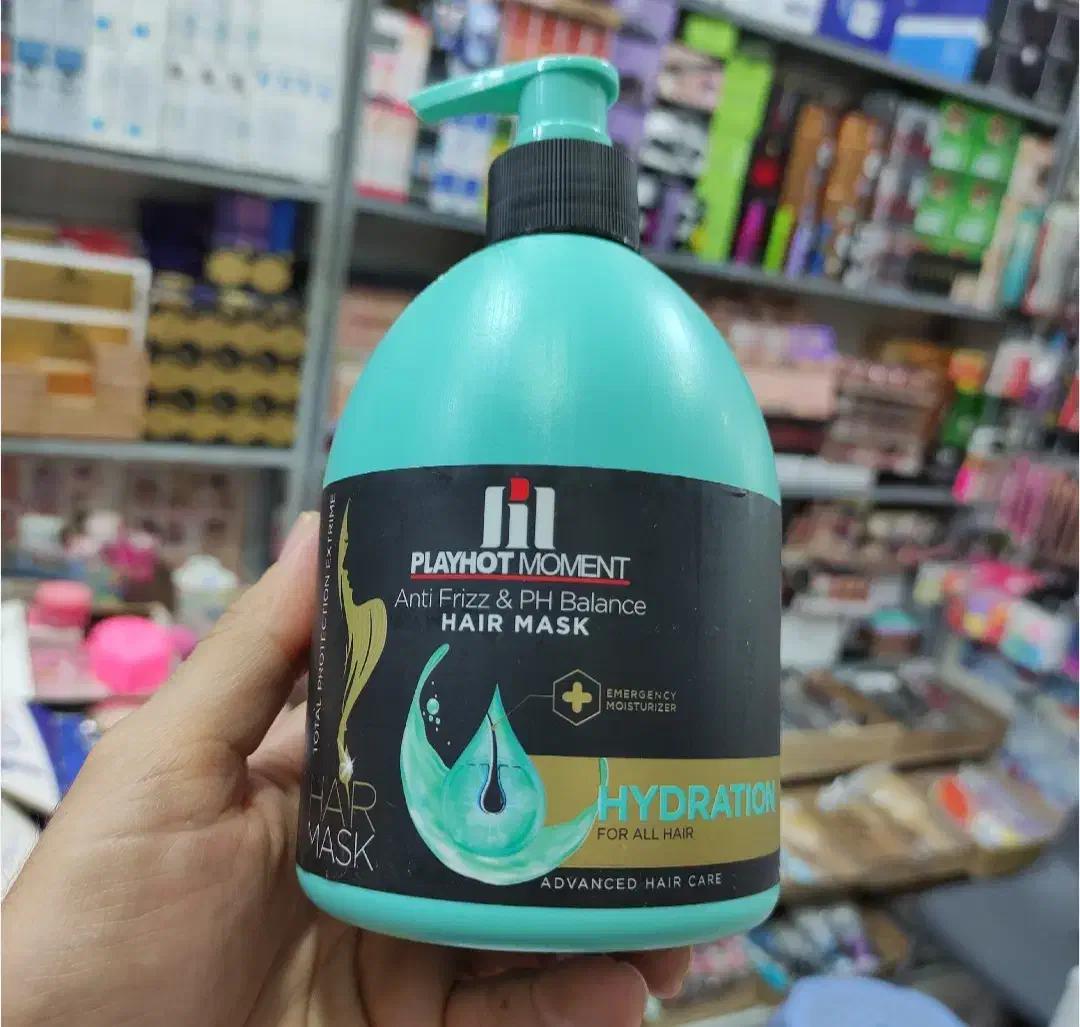 PLAYHOT MOMENT
Anti Frizz & PH Balance
HAIR MASK
EMERGENCY
MOISTURIZER
HYDRATION
FOR ALL HAIR
ADVANCED HAIR CARE
TOTAL PROTECTION EXTRIME
HAIR
MASK